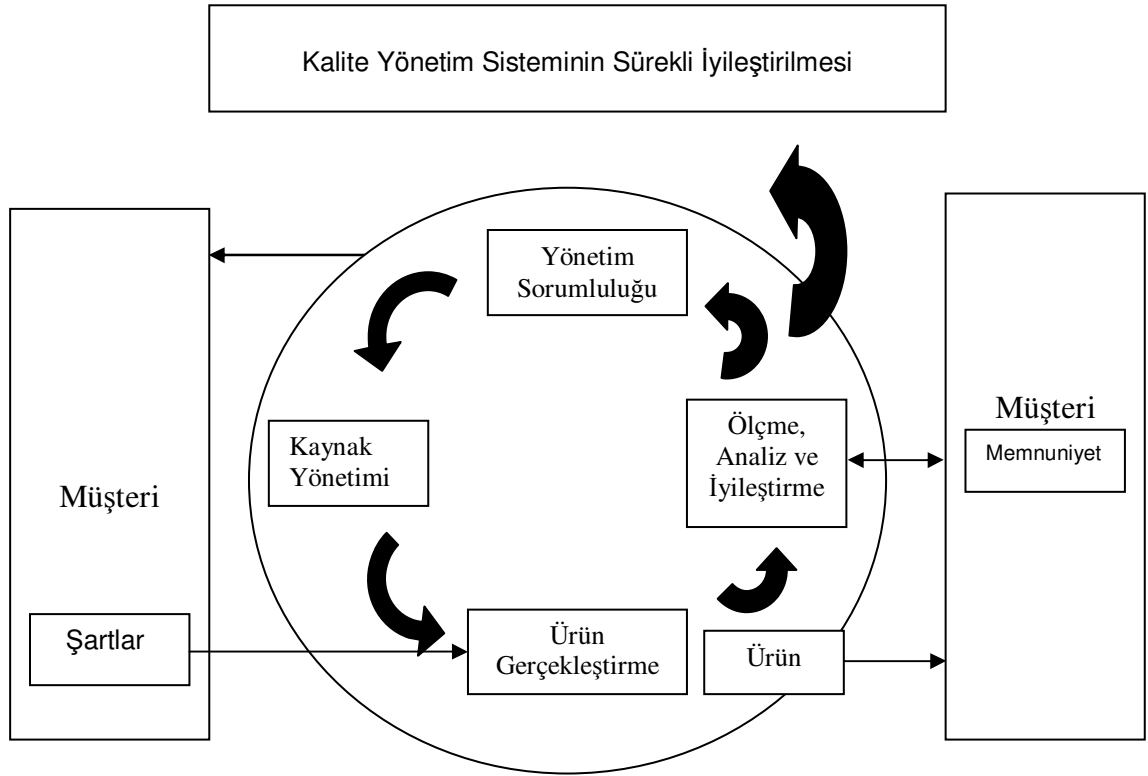 Kalite Yönetim Sisteminin Sürekli İyileştirilmesi
Yönetim
Sorumluluğu
Kaynak
Yönetimi
Ölçme,
Analiz ve
İyileştirme
Müşteri
Memnuniyet
Müşteri
Şartlar
Ürün
Gerçekleştirme
Ürün